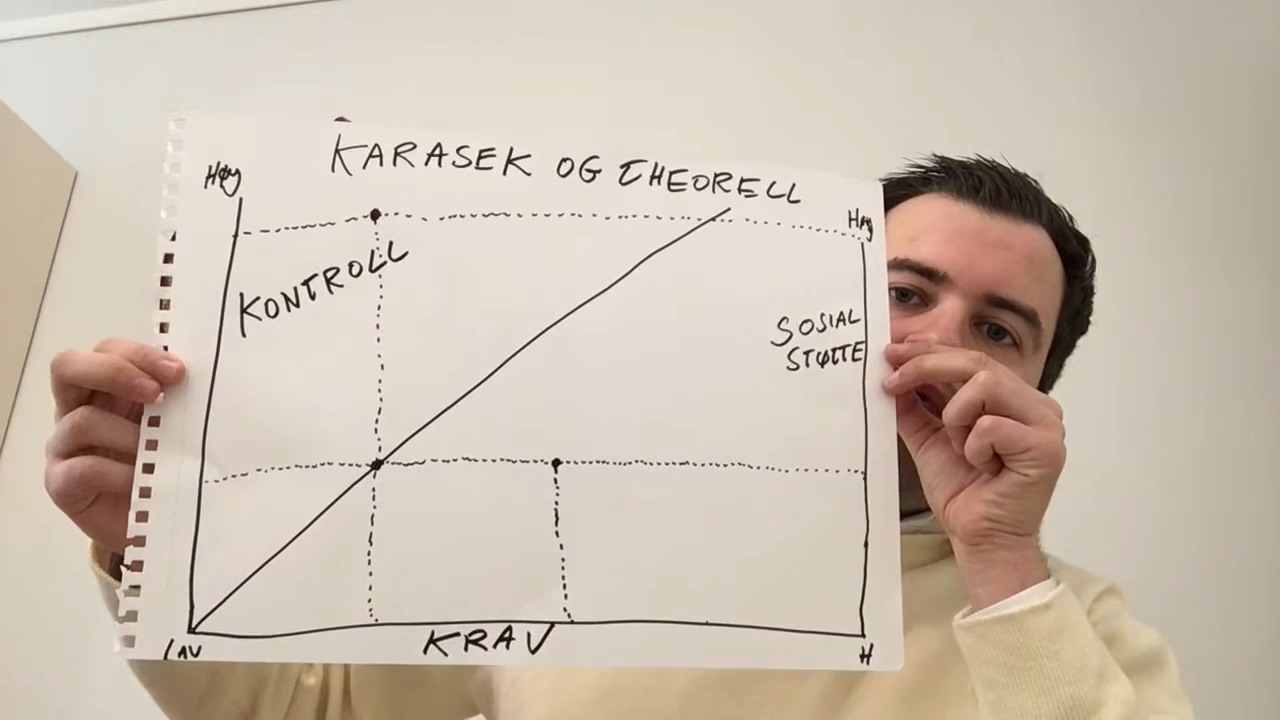 KARASEK OG THEORELL
Høy
Høy
KONTROLL
SOSIAL
STØTTE
LAV
KRAV
H